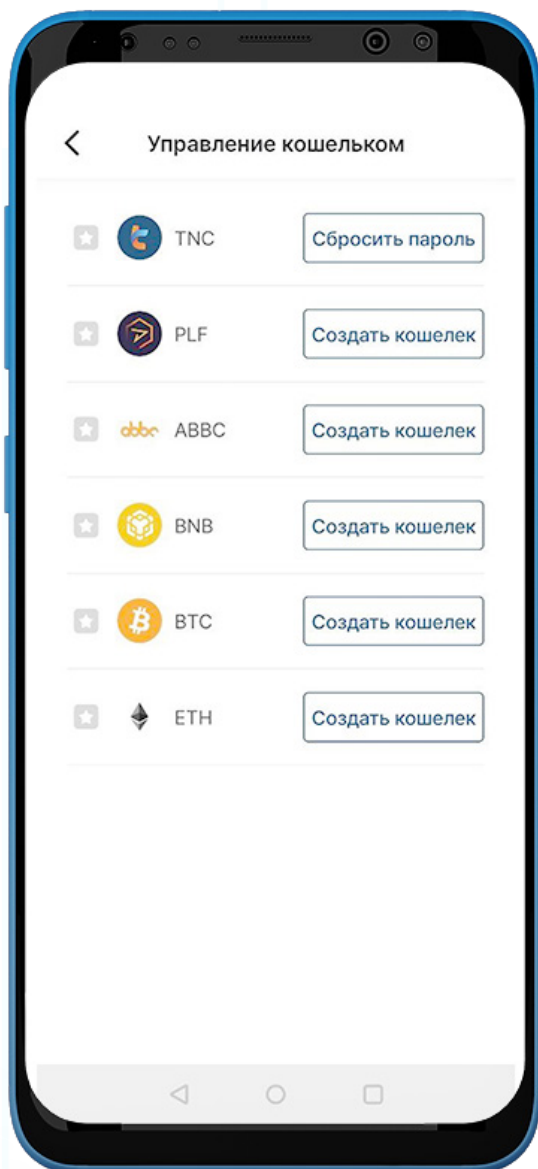 Управление кошельком
TNC Сбросить пароль
PLF Создать кошелек
abbc ABBC Создать кошелек
BNB Создать кошелек
BTC Создать кошелек
ETH Создать кошелек